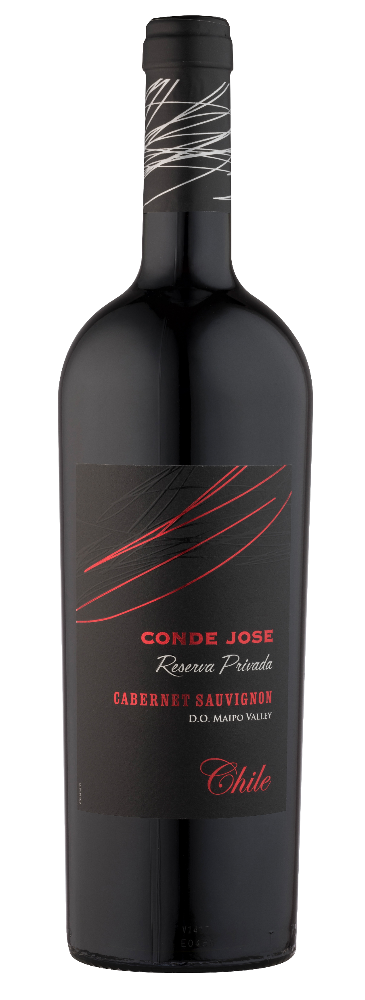 CONDE JOSE
Reserva Privada
CABERNET SAUVIGNON
D.O. MAIPO VALLEY
Chile